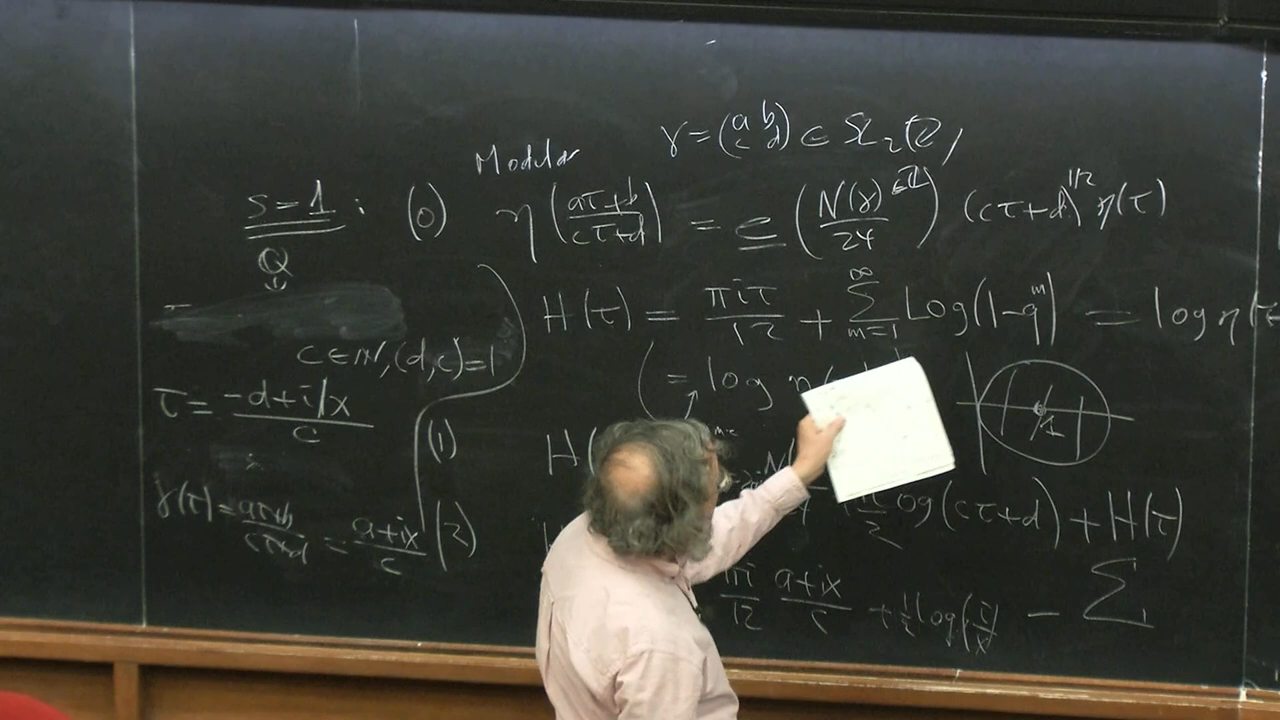 γ = (a b c d) ∈ SL₂(Z),
Modular
s = 1 : (0) η((aτ+b)/(cτ+d)) = e(N(γ)∈Z/24) (cτ+d)^{1/2} η(τ)
Q
H(τ) = πiτ/12 + Σ_{m=1}^{∞} Log(1-q^m) = log η(τ
c∈N, (d,c)=1
(= log η(
τ = (-d+i/x)/c
(1) H(
γ(τ) = (aτ+b)/(cτ+d) = (a+ix)/c
(2) log(cτ+d) + H(τ)
πi/12 (a+ix)/c + 1/2 log(i/x) - Σ